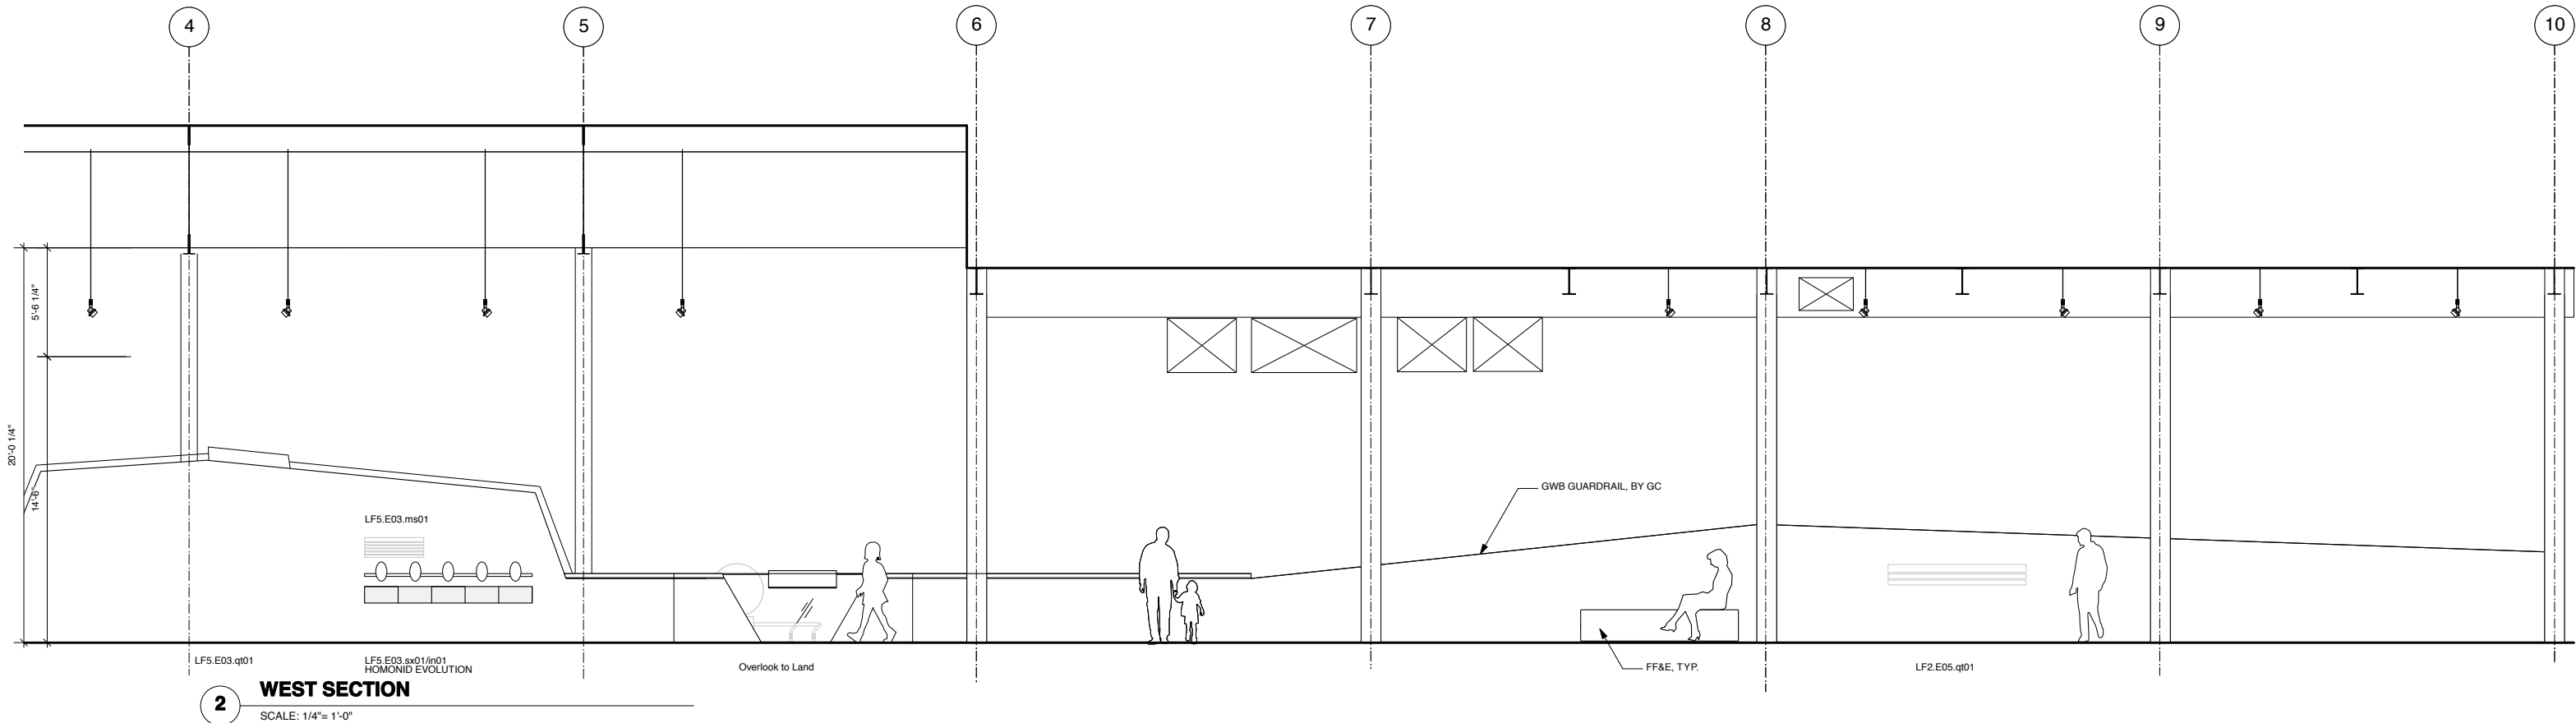 4
5
6
7
8
9
10
5'-6 1/4"
20'-0 1/4"
14'-6"
LF5.E03.ms01
GWB GUARDRAIL, BY GC
LF5.E03.qt01
LF5.E03.sx01/in01
HOMONID EVOLUTION
Overlook to Land
FF&E, TYP.
LF2.E05.qt01
2
WEST SECTION
SCALE: 1/4"= 1'-0"